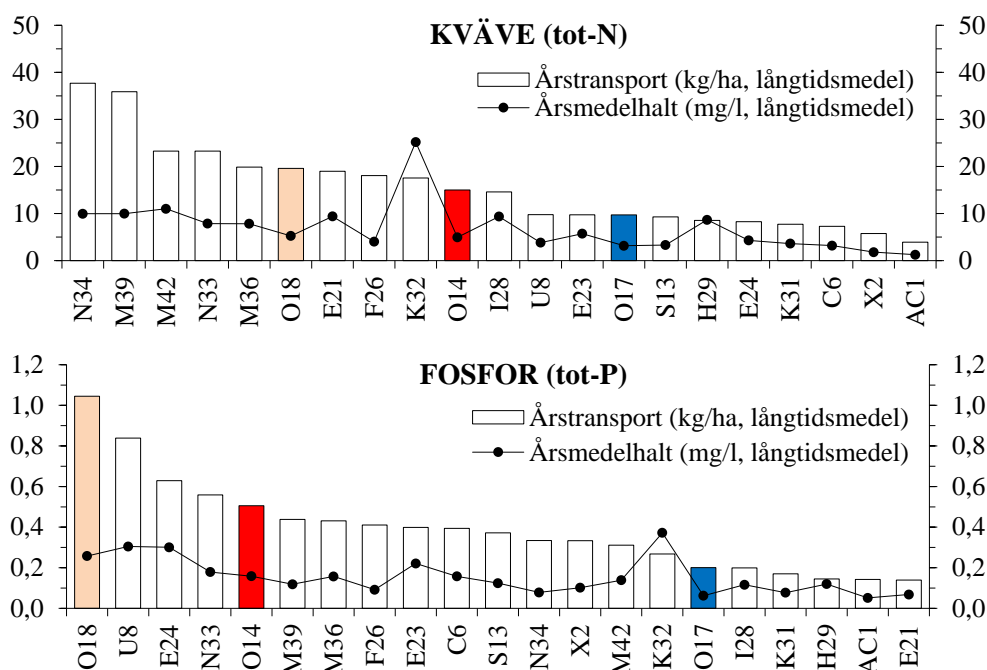 KVÄVE (tot-N)
Årstransport (kg/ha, långtidsmedel)
Årsmedelhalt (mg/l, långtidsmedel)
50 50
40 40
30 30
20 20
10 10
0 0
N34 M39 M42 N33 M36 O18 E21 F26 K32 O14 I28 U8 E23 O17 S13 H29 E24 K31 C6 X2 AC1
FOSFOR (tot-P)
Årstransport (kg/ha, långtidsmedel)
Årsmedelhalt (mg/l, långtidsmedel)
1,2 1,2
1,0 1,0
0,8 0,8
0,6 0,6
0,4 0,4
0,2 0,2
0,0 0,0
O18 U8 E24 N33 O14 M39 M36 F26 E23 C6 S13 N34 X2 M42 K32 O17 I28 K31 H29 AC1 E21